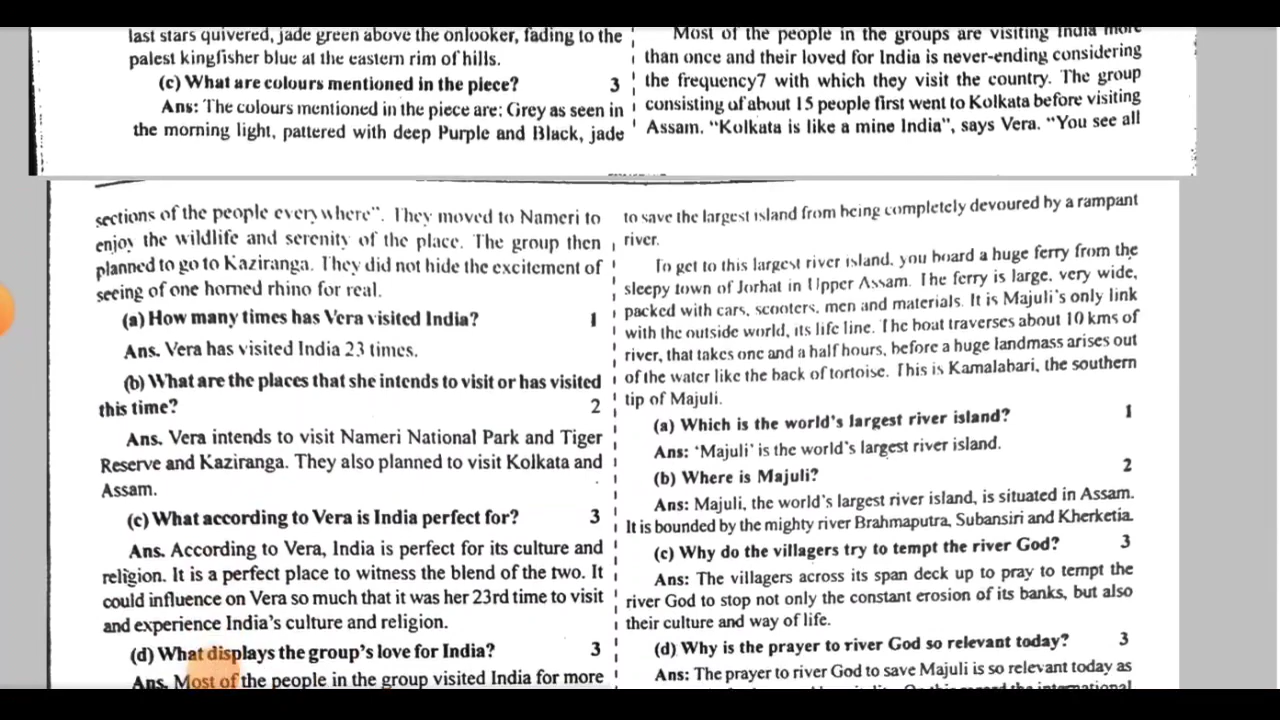 last stars quivered, jade green above the onlooker, fading to the
palest kingfisher blue at the eastern rim of hills.
(c) What are colours mentioned in the piece? 3
Ans: The colours mentioned in the piece are: Grey as seen in
the morning light, pattered with deep Purple and Black, jade
Most of the people in the groups are visiting India more
than once and their loved for India is never-ending considering
the frequency7 with which they visit the country. The group
consisting of about 15 people first went to Kolkata before visiting
Assam. “Kolkata is like a mine India”, says Vera. “You see all
sections of the people everywhere”. They moved to Nameri to
enjoy the wildlife and serenity of the place. The group then
planned to go to Kaziranga. They did not hide the excitement of
seeing of one horned rhino for real.
(a) How many times has Vera visited India? 1
Ans. Vera has visited India 23 times.
(b) What are the places that she intends to visit or has visited
this time? 2
Ans. Vera intends to visit Nameri National Park and Tiger
Reserve and Kaziranga. They also planned to visit Kolkata and
Assam.
(c) What according to Vera is India perfect for? 3
Ans. According to Vera, India is perfect for its culture and
religion. It is a perfect place to witness the blend of the two. It
could influence on Vera so much that it was her 23rd time to visit
and experience India’s culture and religion.
(d) What displays the group’s love for India? 3
Ans. Most of the people in the group visited India for more
to save the largest island from being completely devoured by a rampant
river.
To get to this largest river island, you board a huge ferry from the
sleepy town of Jorhat in Upper Assam. The ferry is large, very wide,
packed with cars, scooters, men and materials. It is Majuli’s only link
with the outside world, its life line. The boat traverses about 10 kms of
river, that takes one and a half hours, before a huge landmass arises out
of the water like the back of tortoise. This is Kamalabari, the southern
tip of Majuli.
(a) Which is the world’s largest river island? 1
Ans: ‘Majuli’ is the world’s largest river island.
(b) Where is Majuli? 2
Ans: Majuli, the world’s largest river island, is situated in Assam.
It is bounded by the mighty river Brahmaputra, Subansiri and Kherketia.
(c) Why do the villagers try to tempt the river God? 3
Ans: The villagers across its span deck up to pray to tempt the
river God to stop not only the constant erosion of its banks, but also
their culture and way of life.
(d) Why is the prayer to river God so relevant today? 3
Ans: The prayer to river God to save Majuli is so relevant today as
the international